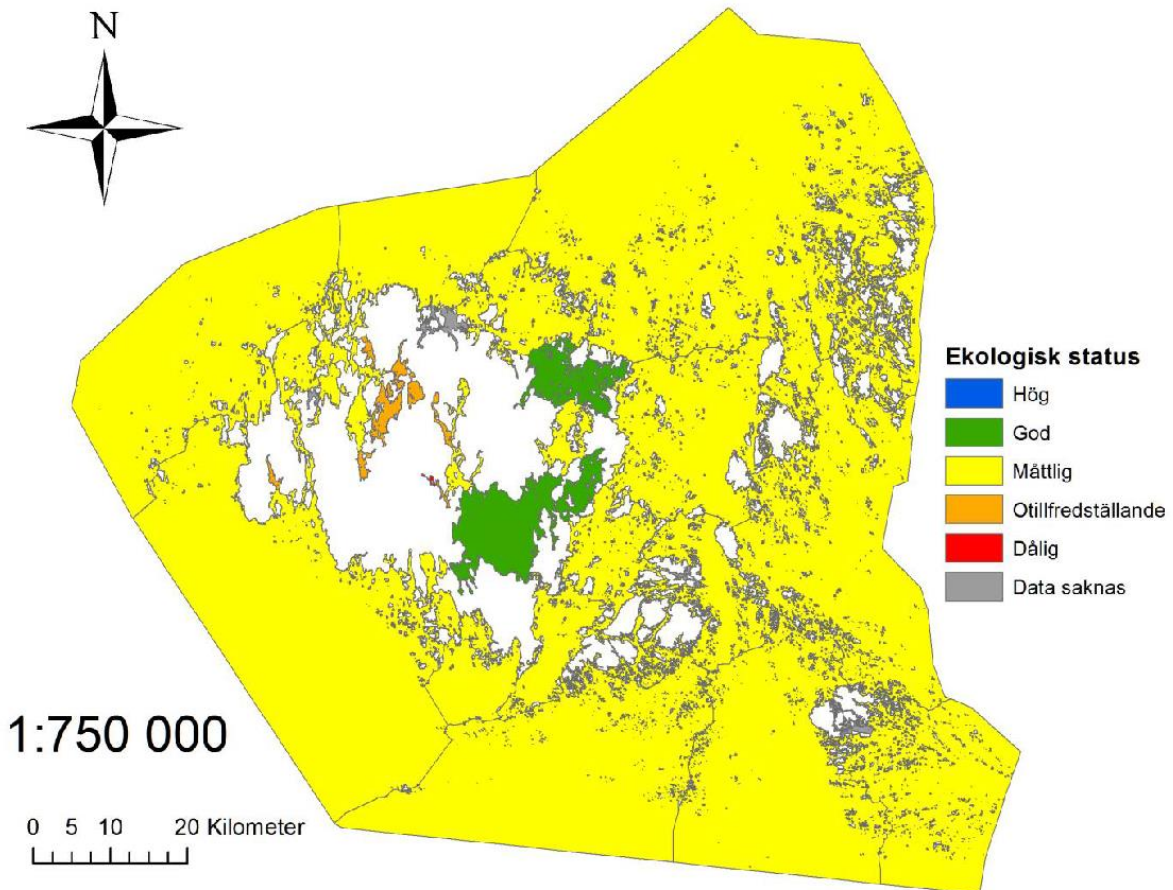 N
Ekologisk status
Hög
God
Måttlig
Otillfredställande
Dålig
Data saknas
1:750 000
0 5 10 20 Kilometer